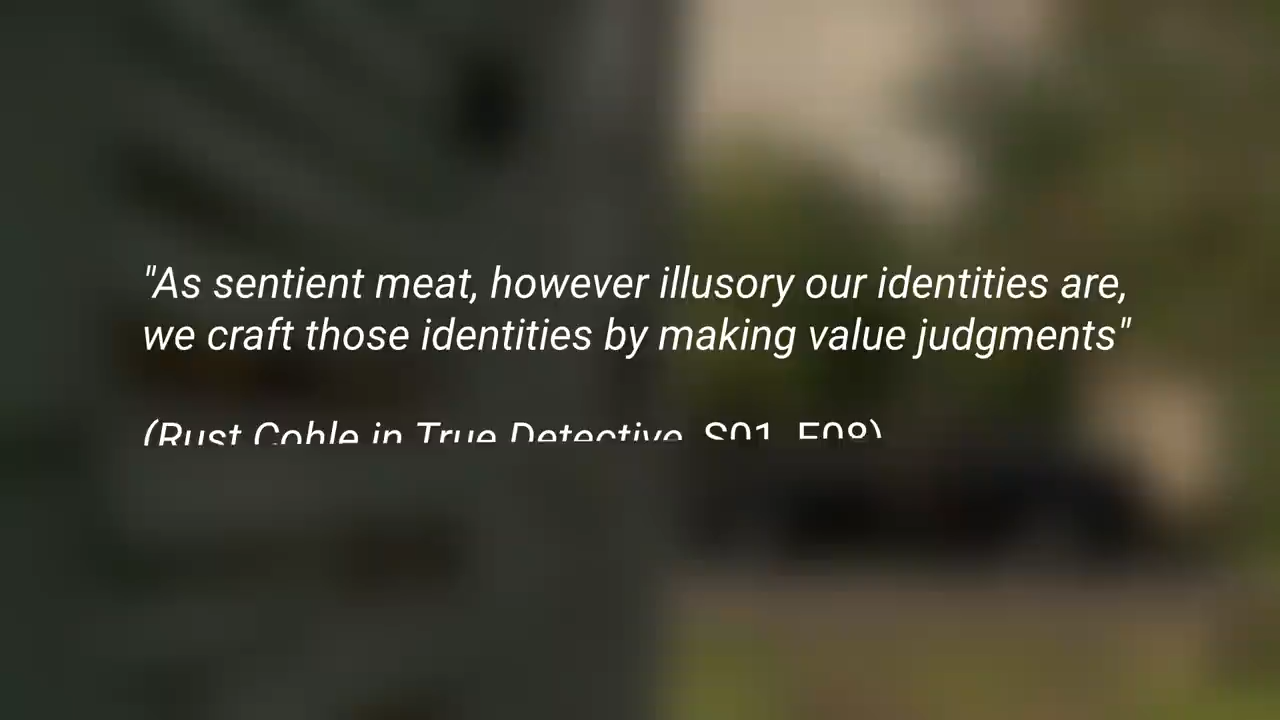 "As sentient meat, however illusory our identities are,
we craft those identities by making value judgments"
(Rust Cohle in True Detective, S01, E08)